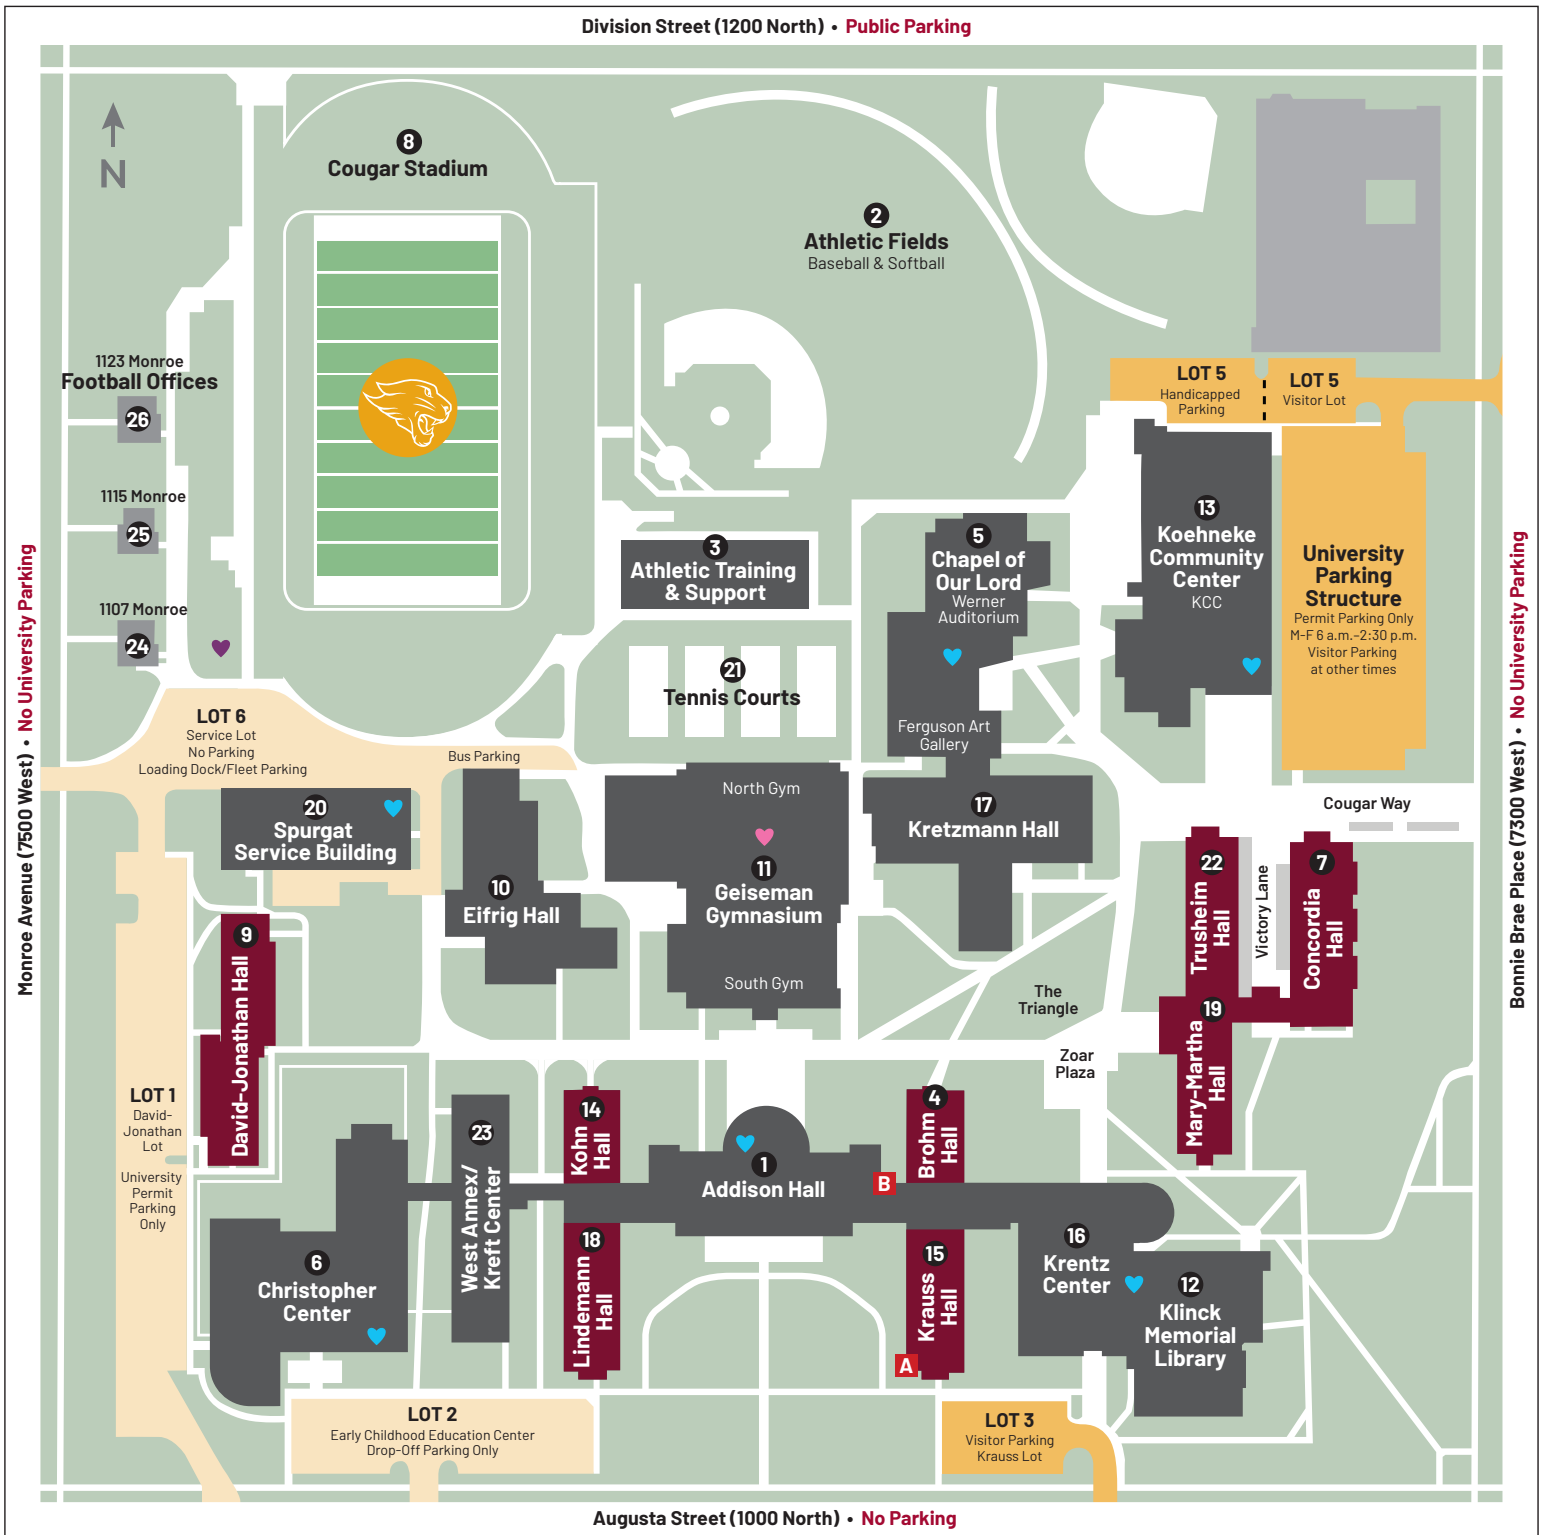 Division Street (1200 North) • Public Parking
N
8
Cougar Stadium
2
Athletic Fields
Baseball & Softball
1123 Monroe
Football Offices
26
1115 Monroe
25
1107 Monroe
24
LOT 5
Handicapped
Parking
LOT 5
Visitor Lot
3
Athletic Training
& Support
5
Chapel of
Our Lord
Werner
Auditorium
Ferguson Art
Gallery
13
Koehneke
Community
Center
KCC
University
Parking
Structure
Permit Parking Only
M-F 6 a.m.–2:30 p.m.
Visitor Parking
at other times
21
Tennis Courts
Monroe Avenue (7500 West) • No University Parking
Bonnie Brae Place (7300 West) • No University Parking
LOT 6
Service Lot
No Parking
Loading Dock/Fleet Parking
Bus Parking
20
Spurgat
Service Building
10
Eifrig Hall
North Gym
11
Geiseman
Gymnasium
South Gym
17
Kretzmann Hall
Cougar Way
22
Trusheim
Hall
Victory Lane
7
Concordia
Hall
9
David-Jonathan Hall
The
Triangle
19
Mary-Martha
Hall
Zoar
Plaza
LOT 1
David-
Jonathan
Lot
University
Permit
Parking
Only
23
West Annex/
Kreft Center
14
Kohn
Hall
1
Addison Hall
4
Brohm
Hall
B
6
Christopher
Center
18
Lindemann
Hall
15
Krauss
Hall
A
16
Krentz
Center
12
Klinck
Memorial
Library
LOT 2
Early Childhood Education Center
Drop-Off Parking Only
LOT 3
Visitor Parking
Krauss Lot
Augusta Street (1000 North) • No Parking